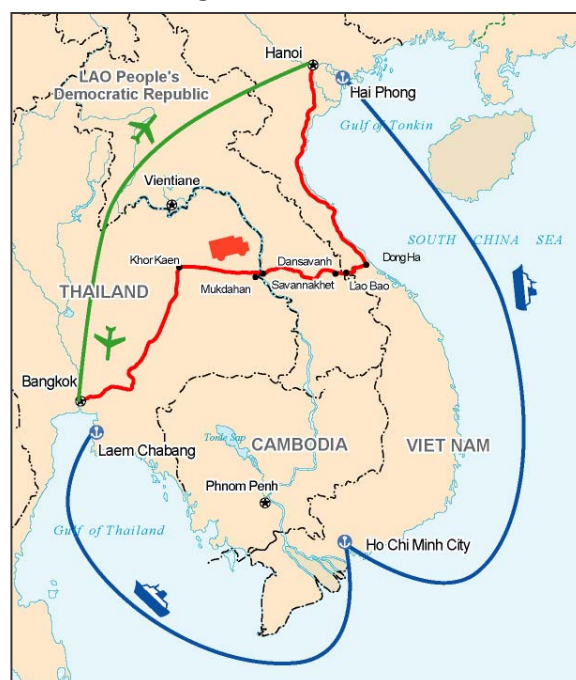 Hanoi
LAO People's
Democratic Republic
Hai Phong
Gulf of Tonkin
Vientiane
SOUTH CHINA SEA
Khor Kaen
Dansavanh
Dong Ha
THAILAND
Mukdahan
Savannakhet
Lao Bao
Bangkok
Laem Chabang
Tonle Sap
CAMBODIA
VIET NAM
Phnom Penh
Gulf of Thailand
Ho Chi Minh City